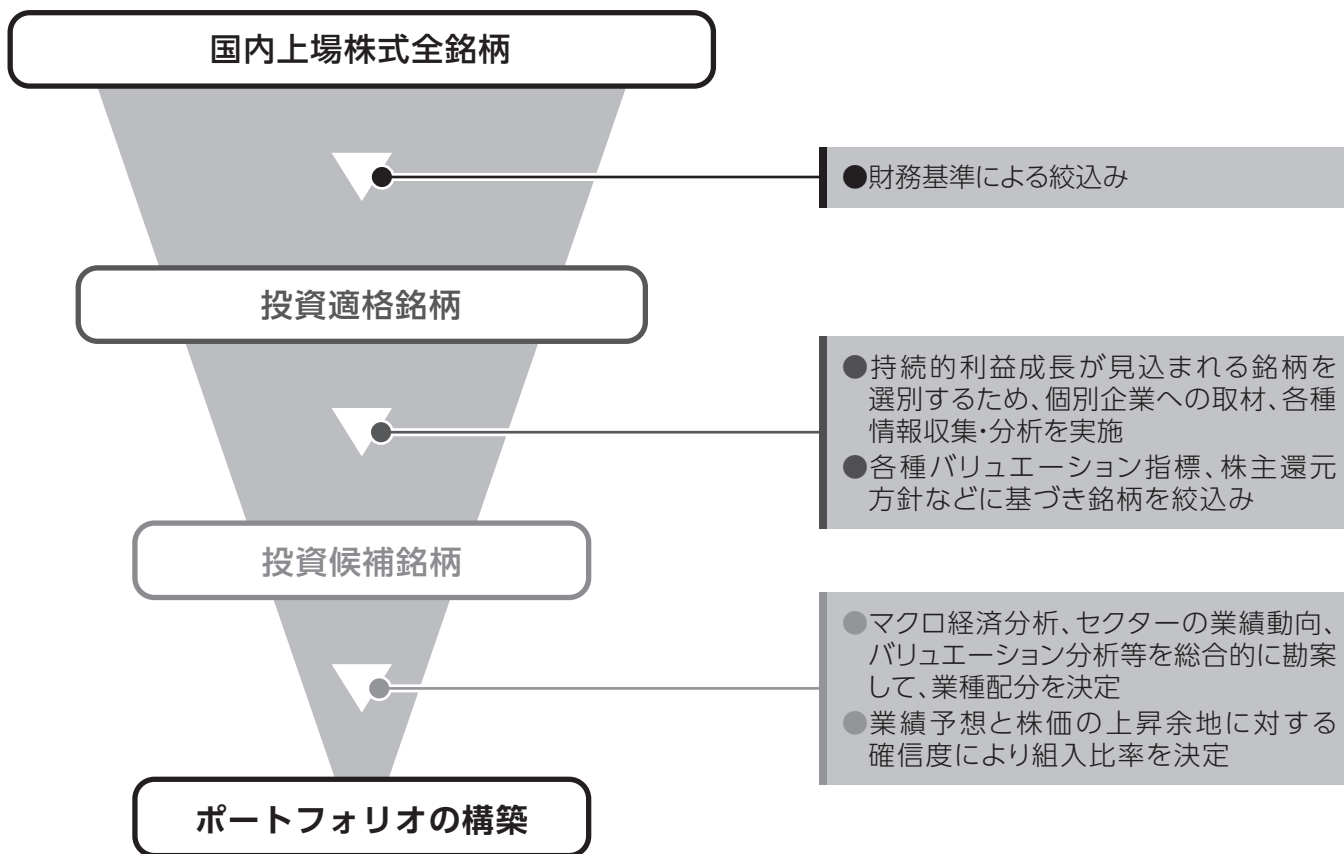 国内上場株式全銘柄
●財務基準による絞込み
投資適格銘柄
●持続的利益成長が見込まれる銘柄を
選別するため、個別企業への取材、各種
情報収集・分析を実施
●各種バリュエーション指標、株主還元
方針などに基づき銘柄を絞込み
投資候補銘柄
●マクロ経済分析、セクターの業績動向、
バリュエーション分析等を総合的に勘案
して、業種配分を決定
●業績予想と株価の上昇余地に対する
確信度により組入比率を決定
ポートフォリオの構築